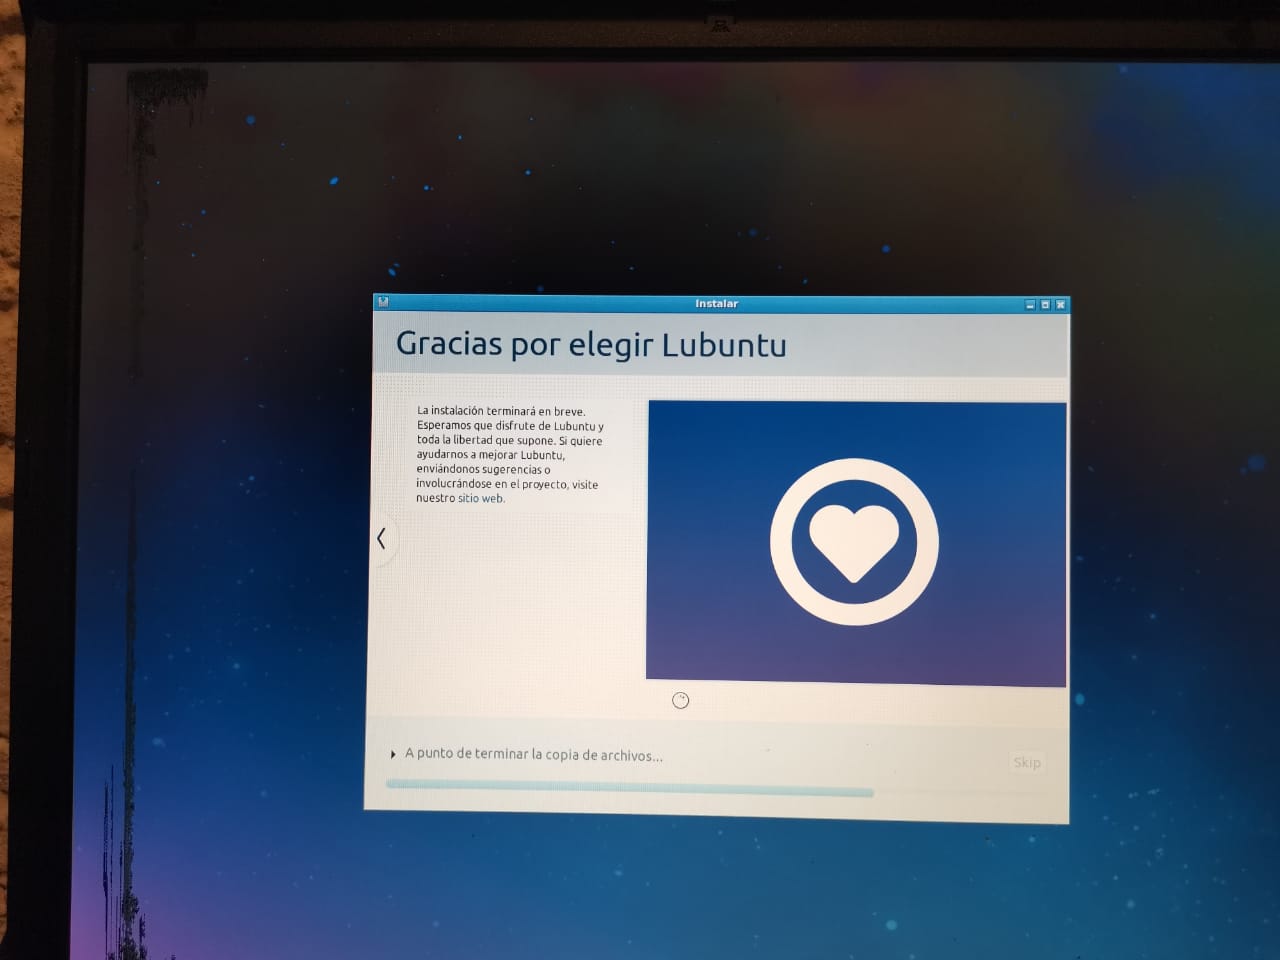 Instalar
Gracias por elegir Lubuntu
La instalación terminará en breve.
Esperamos que disfrute de Lubuntu y
toda la libertad que supone. Si quiere
ayudarnos a mejorar Lubuntu,
enviándonos sugerencias o
involucrándose en el proyecto, visite
nuestro sitio web.
A punto de terminar la copia de archivos...
Skip